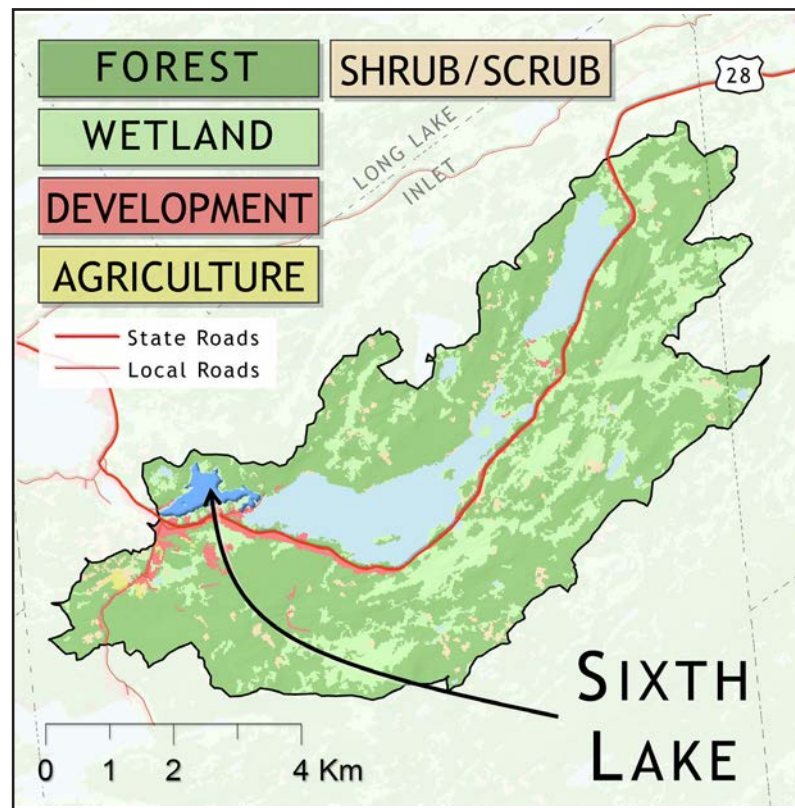 FOREST
SHRUB/SCRUB
WETLAND
DEVELOPMENT
AGRICULTURE
State Roads
Local Roads
LONG LAKE
INLET
28
SIXTH
LAKE
0 1 2 4 Km